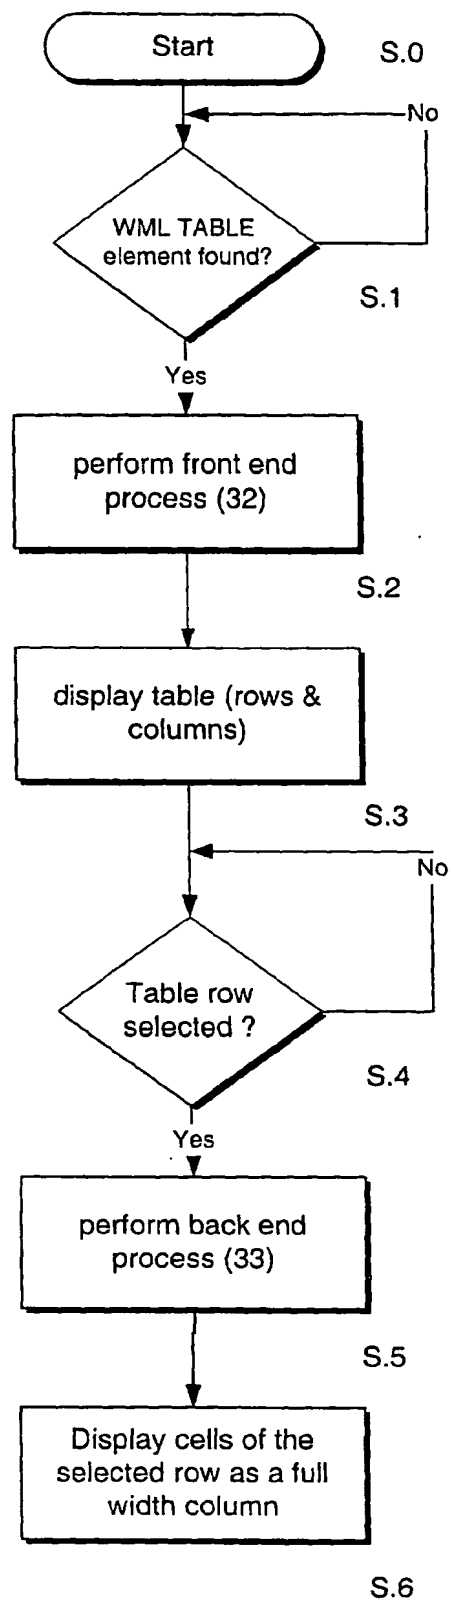 Start
S.0
No
WML TABLE
element found?
S.1
Yes
perform front end
process (32)
S.2
display table (rows &
columns)
S.3
No
Table row
selected ?
S.4
Yes
perform back end
process (33)
S.5
Display cells of the
selected row as a full
width column
S.6